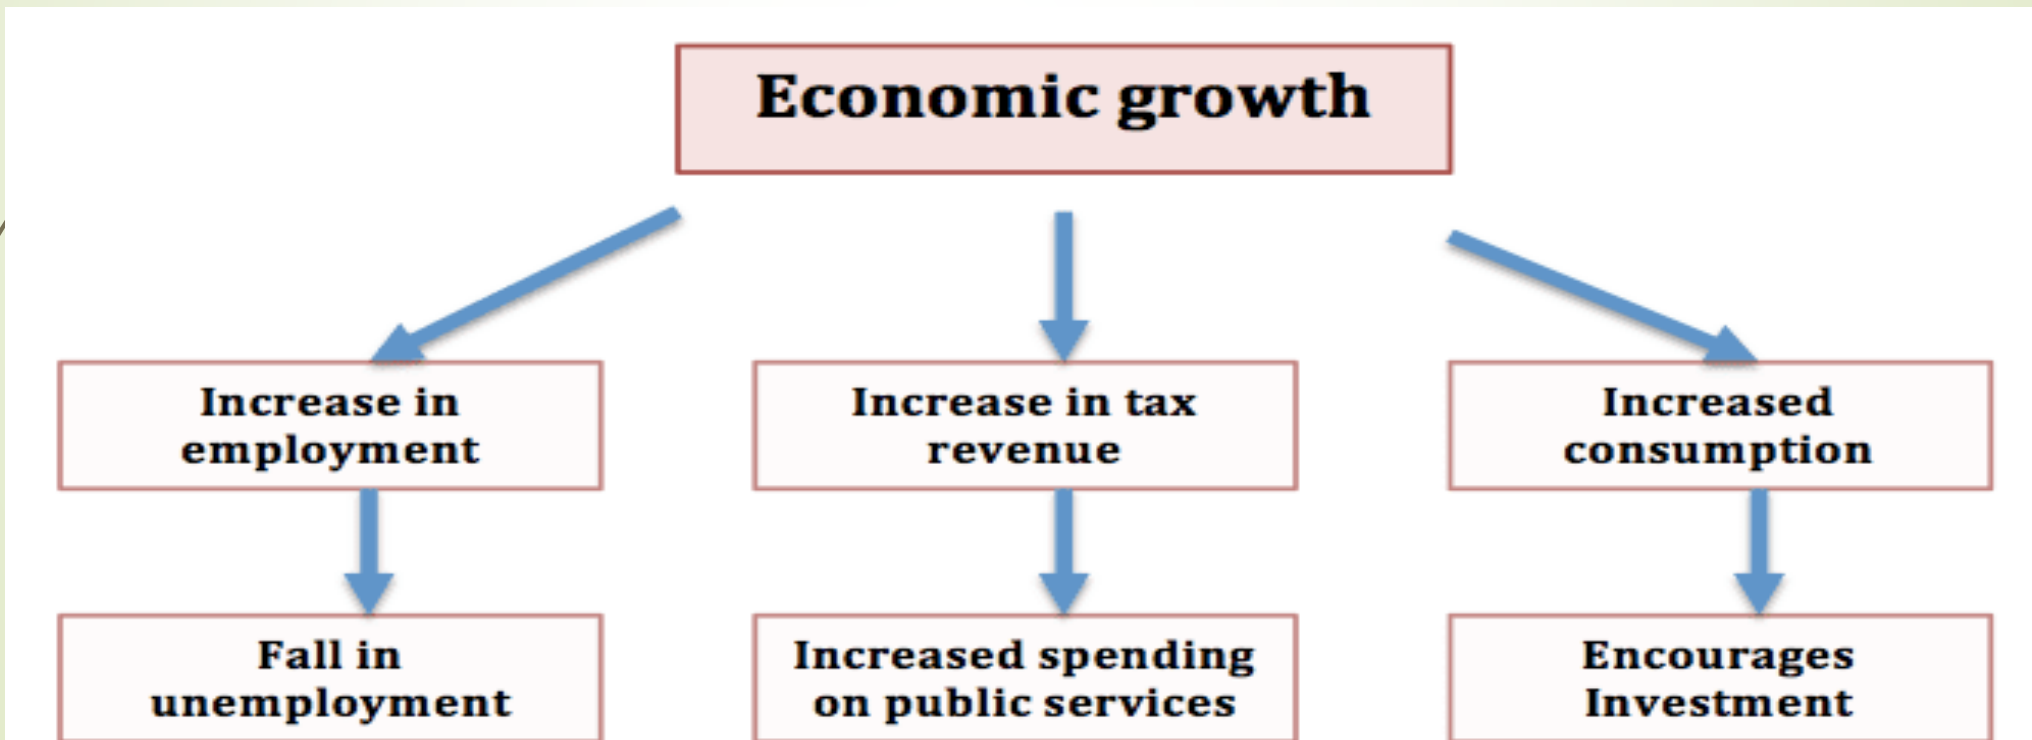 Economic growth
Increase in
employment
Increase in tax
revenue
Increased
consumption
Fall in
unemployment
Increased spending
on public services
Encourages
Investment